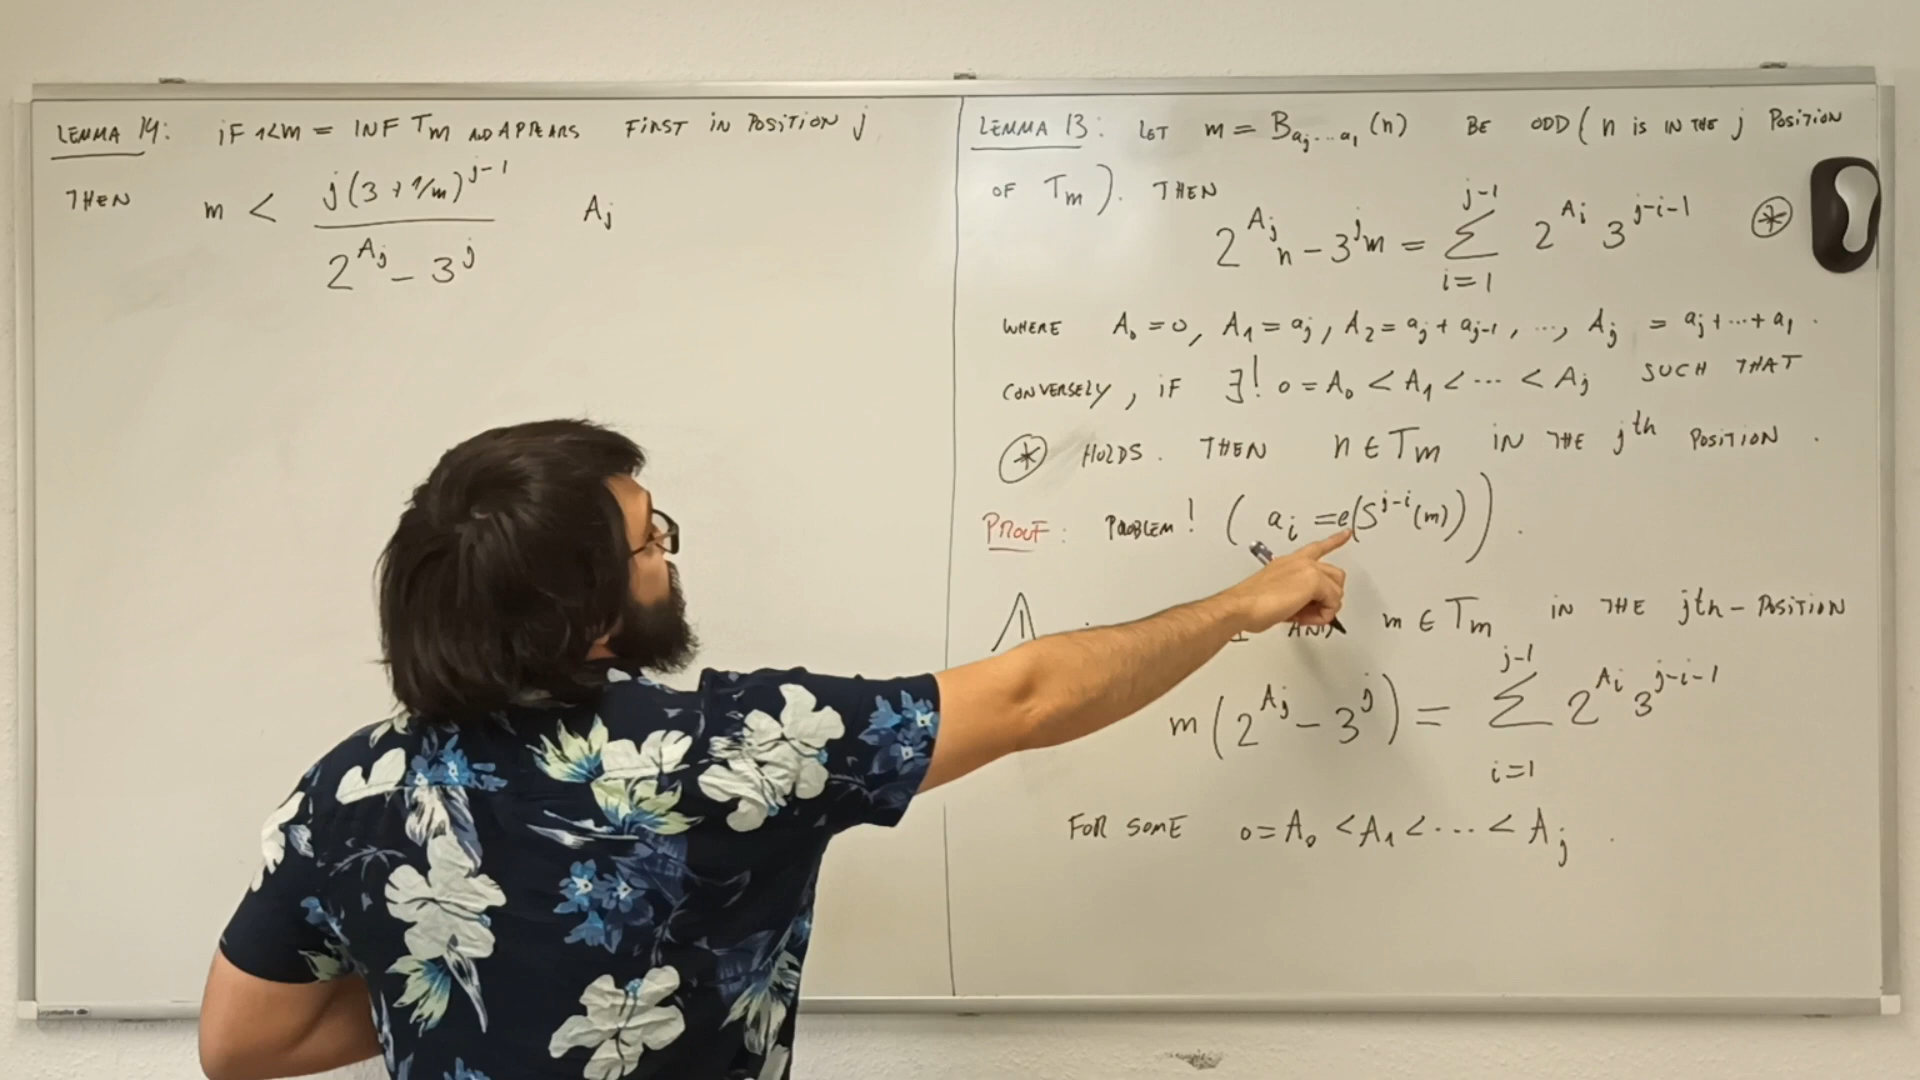 LEMMA 14: IF 1<m = INF T_m AND APPEARS FIRST IN POSITION j
THEN m < \frac{j(3+1/m)^{j-1}}{2^{A_j} - 3^j} A_j
LEMMA 13: LET m = B_{a_j...a_1}(n) BE ODD (n IS IN THE j POSITION
OF T_m). THEN
2^{A_j} n - 3^j m = \sum_{i=1}^{j-1} 2^{A_i} 3^{j-i-1} (*)
WHERE A_0 = 0, A_1 = a_j, A_2 = a_j + a_{j-1}, ..., A_j = a_j + ... + a_1.
CONVERSELY, IF ∃! 0 = A_0 < A_1 < ... < A_j SUCH THAT
(*) HOLDS. THEN n ∈ T_m IN THE j^{th} POSITION.
PROOF: PROBLEM! (a_i = e(S^{j-i}(m))).
AND m ∈ T_m IN THE jth-POSITION
m(2^{A_j} - 3^j) = \sum_{i=1}^{j-1} 2^{A_i} 3^{j-i-1}
FOR SOME 0 = A_0 < A_1 < ... < A_j.